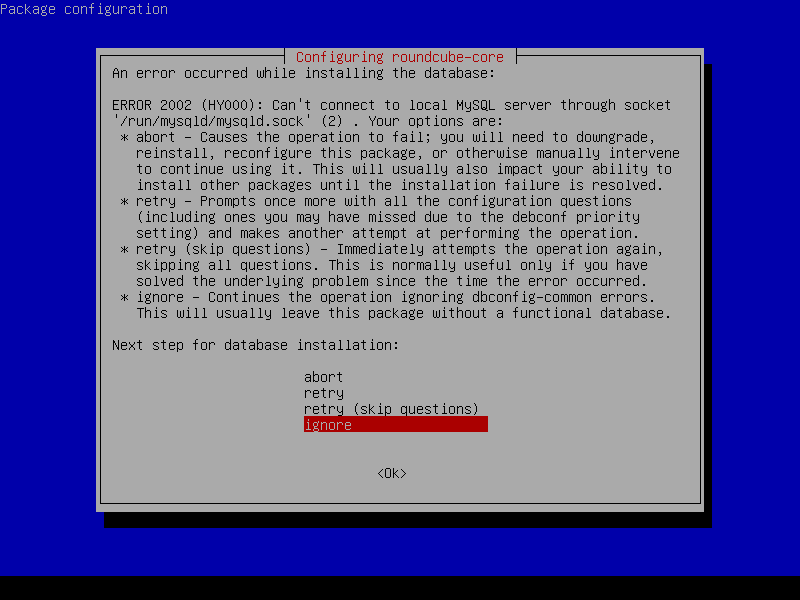 Package configuration
Configuring roundcube-core
An error occurred while installing the database:
ERROR 2002 (HY000): Can't connect to local MySQL server through socket
'/run/mysqld/mysqld.sock' (2) . Your options are:
* abort - Causes the operation to fail; you will need to downgrade,
reinstall, reconfigure this package, or otherwise manually intervene
to continue using it. This will usually also impact your ability to
install other packages until the installation failure is resolved.
* retry - Prompts once more with all the configuration questions
(including ones you may have missed due to the debconf priority
setting) and makes another attempt at performing the operation.
* retry (skip questions) - Immediately attempts the operation again,
skipping all questions. This is normally useful only if you have
solved the underlying problem since the time the error occurred.
* ignore - Continues the operation ignoring dbconfig-common errors.
This will usually leave this package without a functional database.
Next step for database installation:
abort
retry
retry (skip questions)
ignore
<Ok>